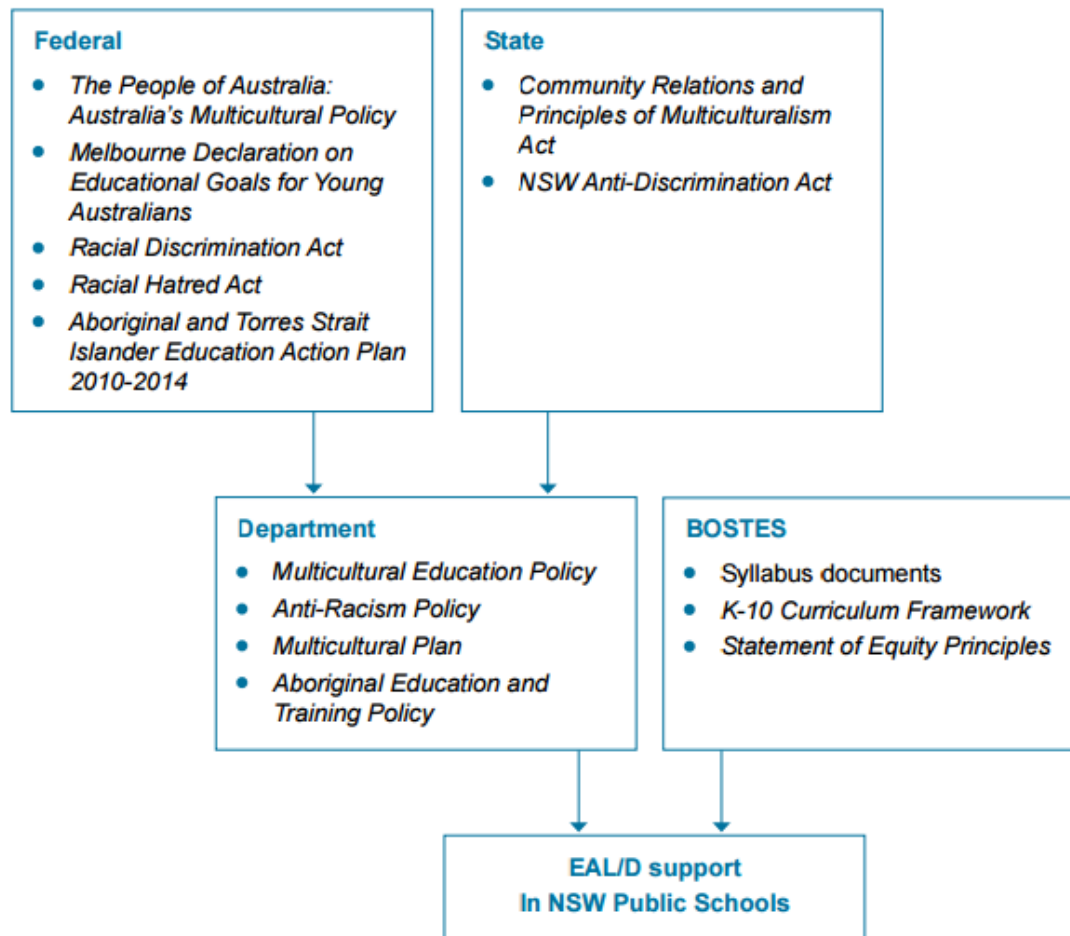 Federal
• The People of Australia:
Australia's Multicultural Policy
• Melbourne Declaration on
Educational Goals for Young
Australians
• Racial Discrimination Act
• Racial Hatred Act
• Aboriginal and Torres Strait
Islander Education Action Plan
2010-2014
State
• Community Relations and
Principles of Multiculturalism
Act
• NSW Anti-Discrimination Act
Department
• Multicultural Education Policy
• Anti-Racism Policy
• Multicultural Plan
• Aboriginal Education and
Training Policy
BOSTES
• Syllabus documents
• K-10 Curriculum Framework
• Statement of Equity Principles
EAL/D support
In NSW Public Schools